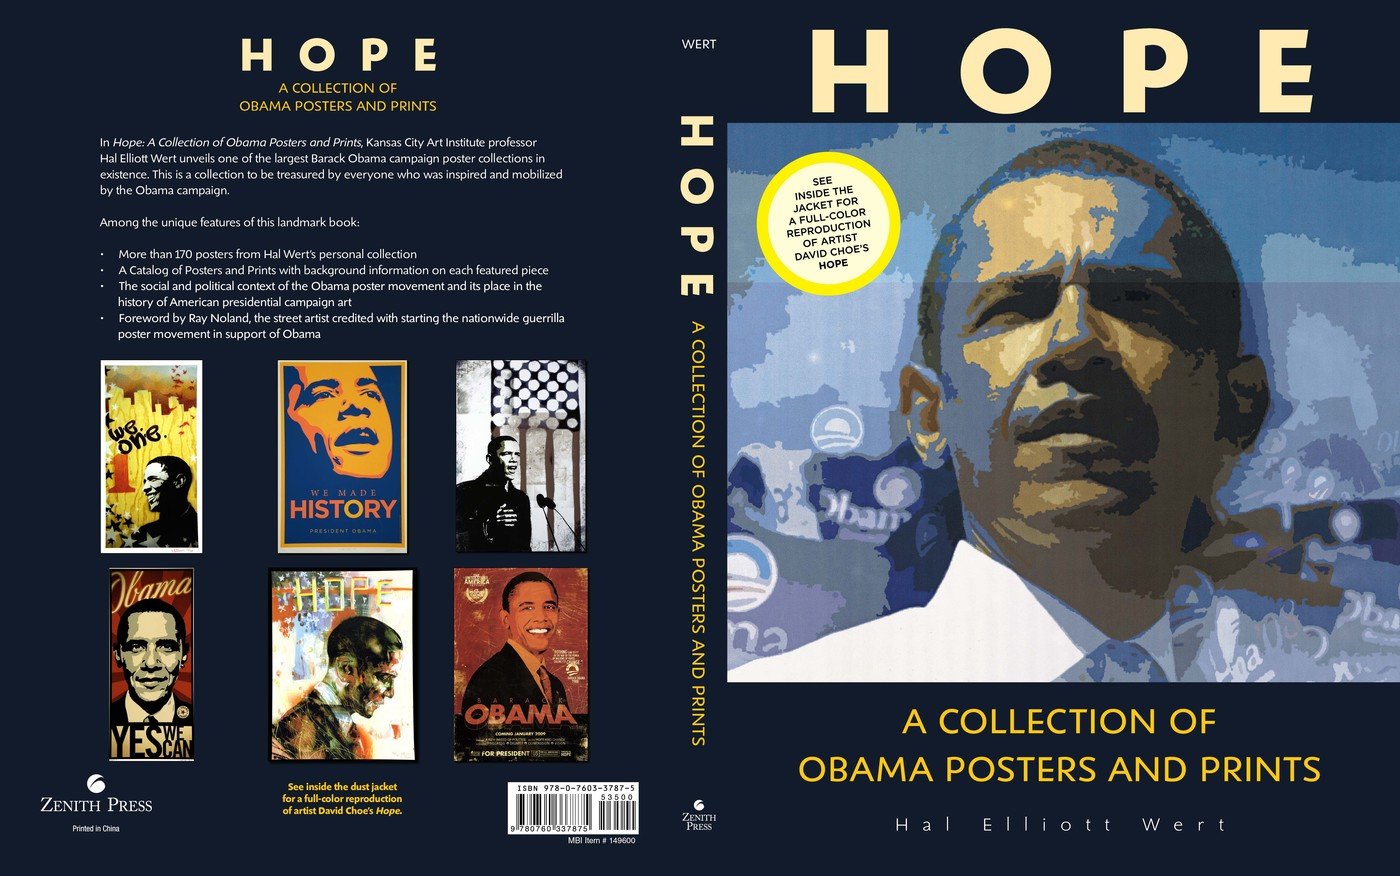 HOPE
A COLLECTION OF
OBAMA POSTERS AND PRINTS
In Hope: A Collection of Obama Posters and Prints, Kansas City Art Institute professor
Hal Elliott Wert unveils one of the largest Barack Obama campaign poster collections in
existence. This is a collection to be treasured by everyone who was inspired and mobilized
by the Obama campaign.
Among the unique features of this landmark book:
• More than 170 posters from Hal Wert's personal collection
• A Catalog of Posters and Prints with background information on each featured piece
• The social and political context of the Obama poster movement and its place in the
history of American presidential campaign art
• Foreword by Ray Noland, the street artist credited with starting the nationwide guerrilla
poster movement in support of Obama
we.
one.
1
WE MADE
HISTORY
PRESIDENT OBAMA
Obama
YES WE
CAN
HOPE
AMERICA
BARACK
OBAMA
COMING JANUARY 2009
FOR PRESIDENT
ZENITH PRESS
Printed in China
See inside the dust jacket
for a full-color reproduction
of artist David Choe's Hope.
ISBN 978-0-7603-3787-5
53500
9 780760 337875
MBI Item # 149600
WERT
HOPE
A COLLECTION OF OBAMA POSTERS AND PRINTS
ZENITH
PRESS
HOPE
SEE
INSIDE THE
JACKET FOR
A FULL-COLOR
REPRODUCTION
OF ARTIST
DAVID CHOE'S
HOPE
Obam
A COLLECTION OF
OBAMA POSTERS AND PRINTS
Hal Elliott Wert